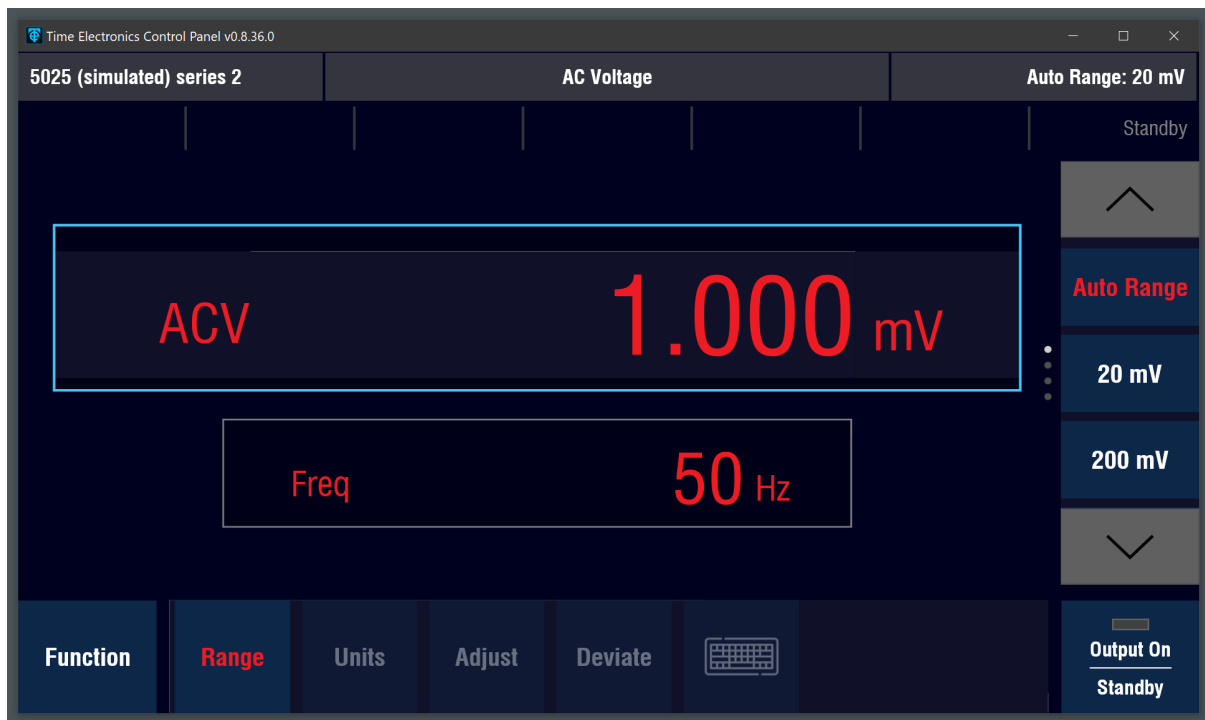 Time Electronics Control Panel v0.8.36.0
5025 (simulated) series 2
AC Voltage
Auto Range: 20 mV
Standby
ACV 1.000 mV
Freq 50 Hz
Auto Range
20 mV
200 mV
Function
Range
Units
Adjust
Deviate
Output On
Standby